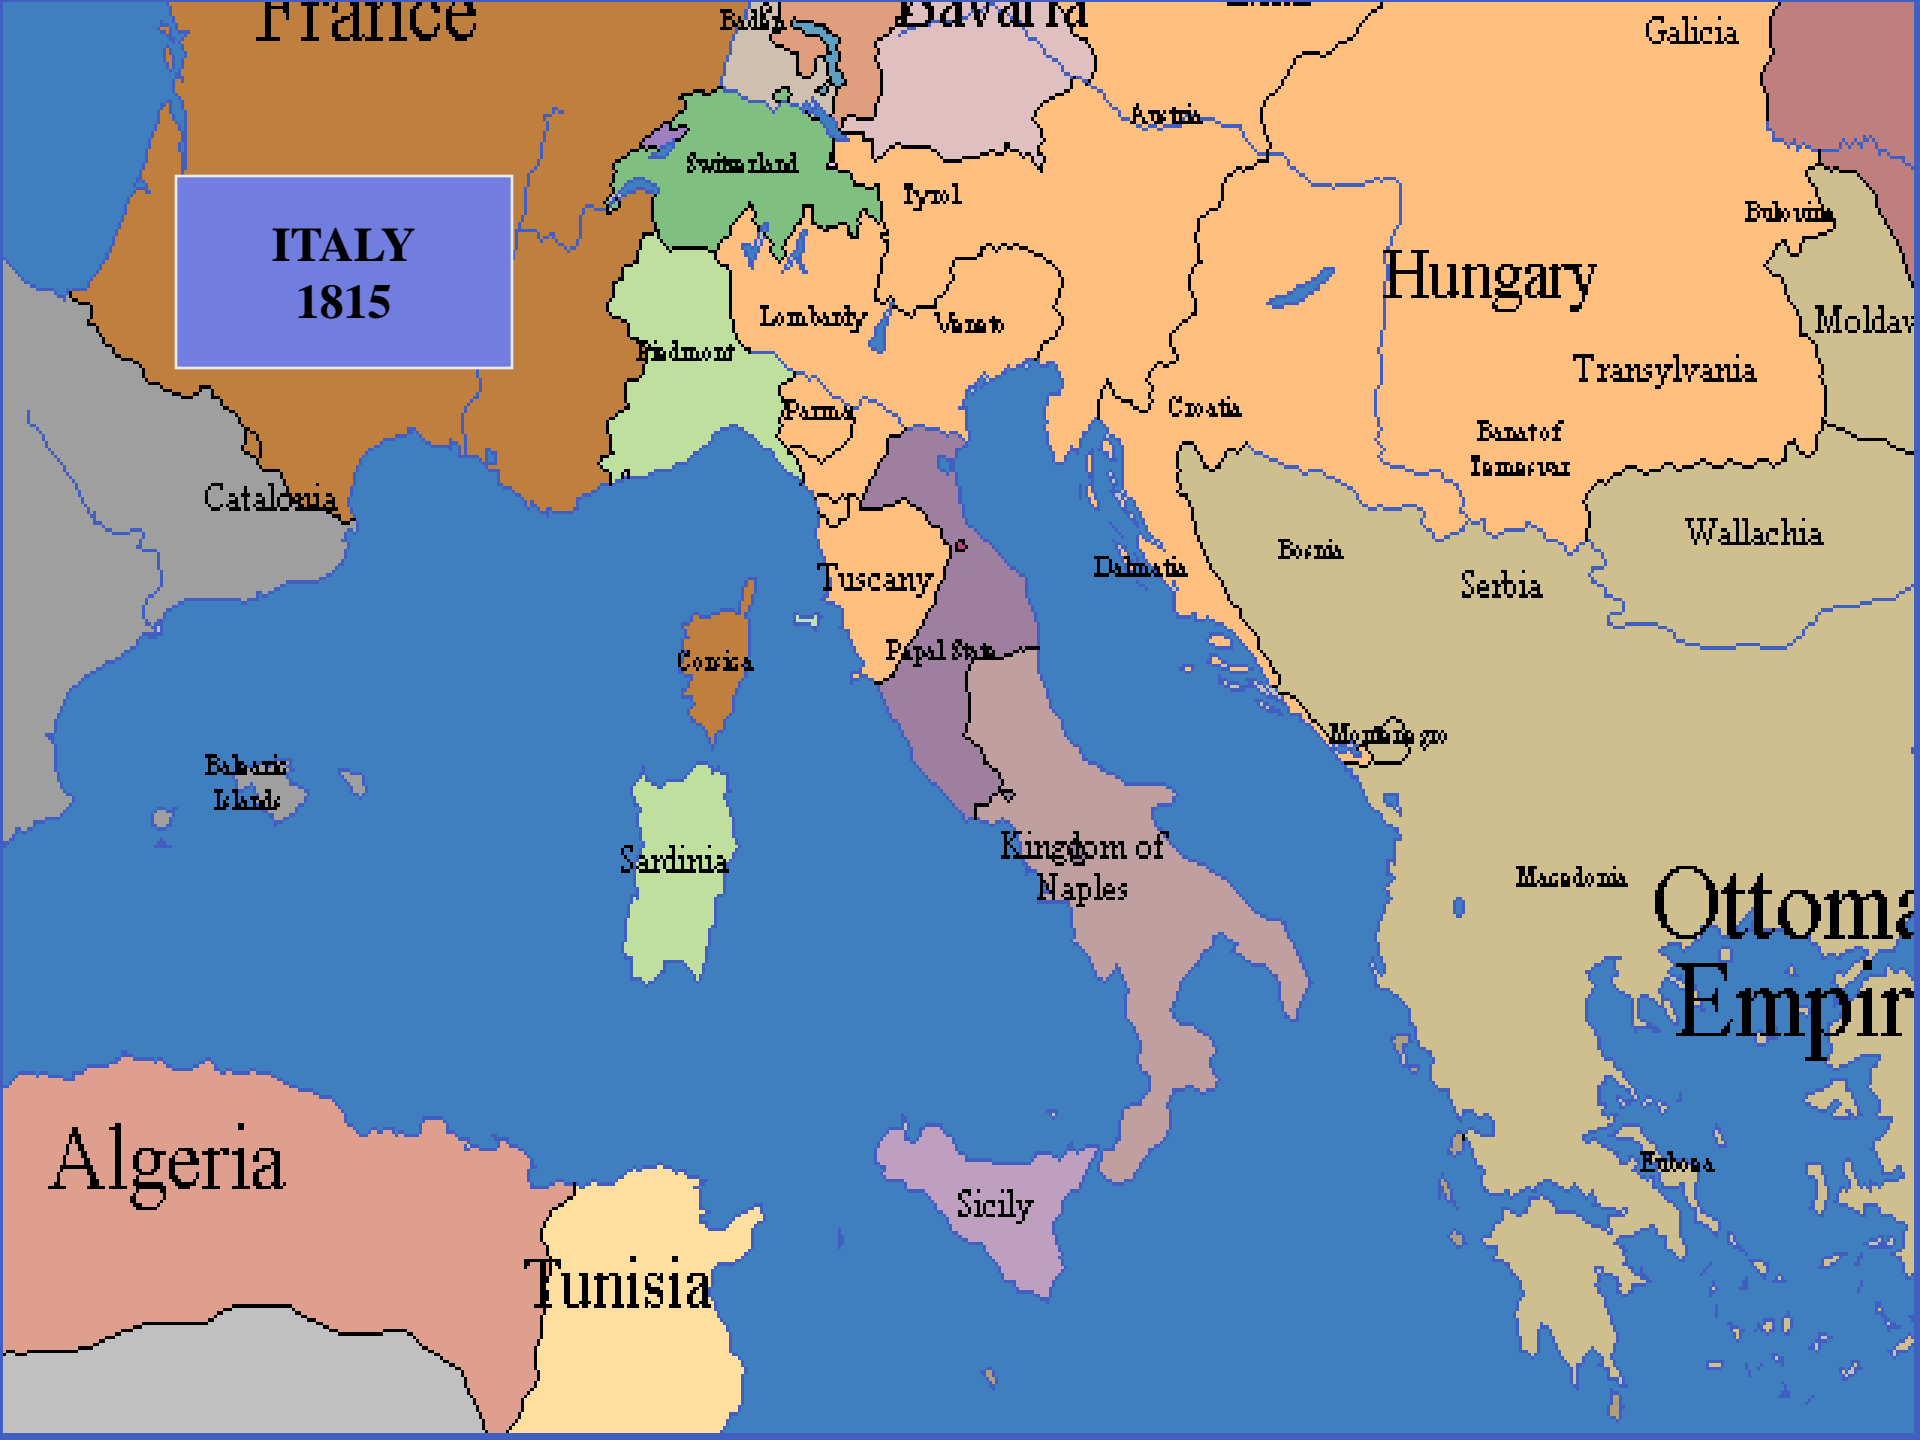 France
Baden
Bavaria
Galicia
Austria
Switzerland
Tyrol
Bukovina
ITALY
1815
Hungary
Lombardy
Veneto
Moldav
Piedmont
Transylvania
Parma
Croatia
Banat of
Temesvar
Catalonia
Wallachia
Bosnia
Dalmatia
Tuscany
Serbia
Papal State
Corsica
Montenegro
Balearic
Islands
Kingdom of
Naples
Sardinia
Macedonia
Ottoma
Empir
Algeria
Euboea
Sicily
Tunisia